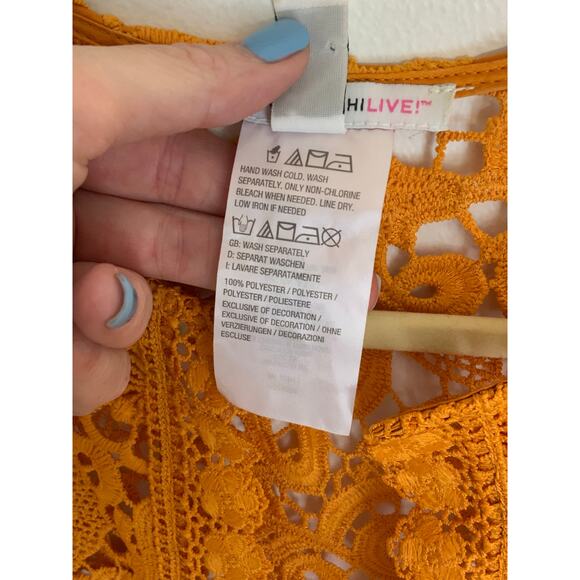 HILIVE!™
HAND WASH COLD. WASH
SEPARATELY. ONLY NON-CHLORINE
BLEACH WHEN NEEDED. LINE DRY.
LOW IRON IF NEEDED
GB: WASH SEPARATELY
D: SEPARAT WASCHEN
I: LAVARE SEPARATAMENTE
100% POLYESTER / POLYESTER /
POLYESTER / POLIESTERE
EXCLUSIVE OF DECORATION /
EXCLUSIVE OF DECORATION / OHNE
VERZIERUNGEN / DECORAZIONI
ESCLUSE